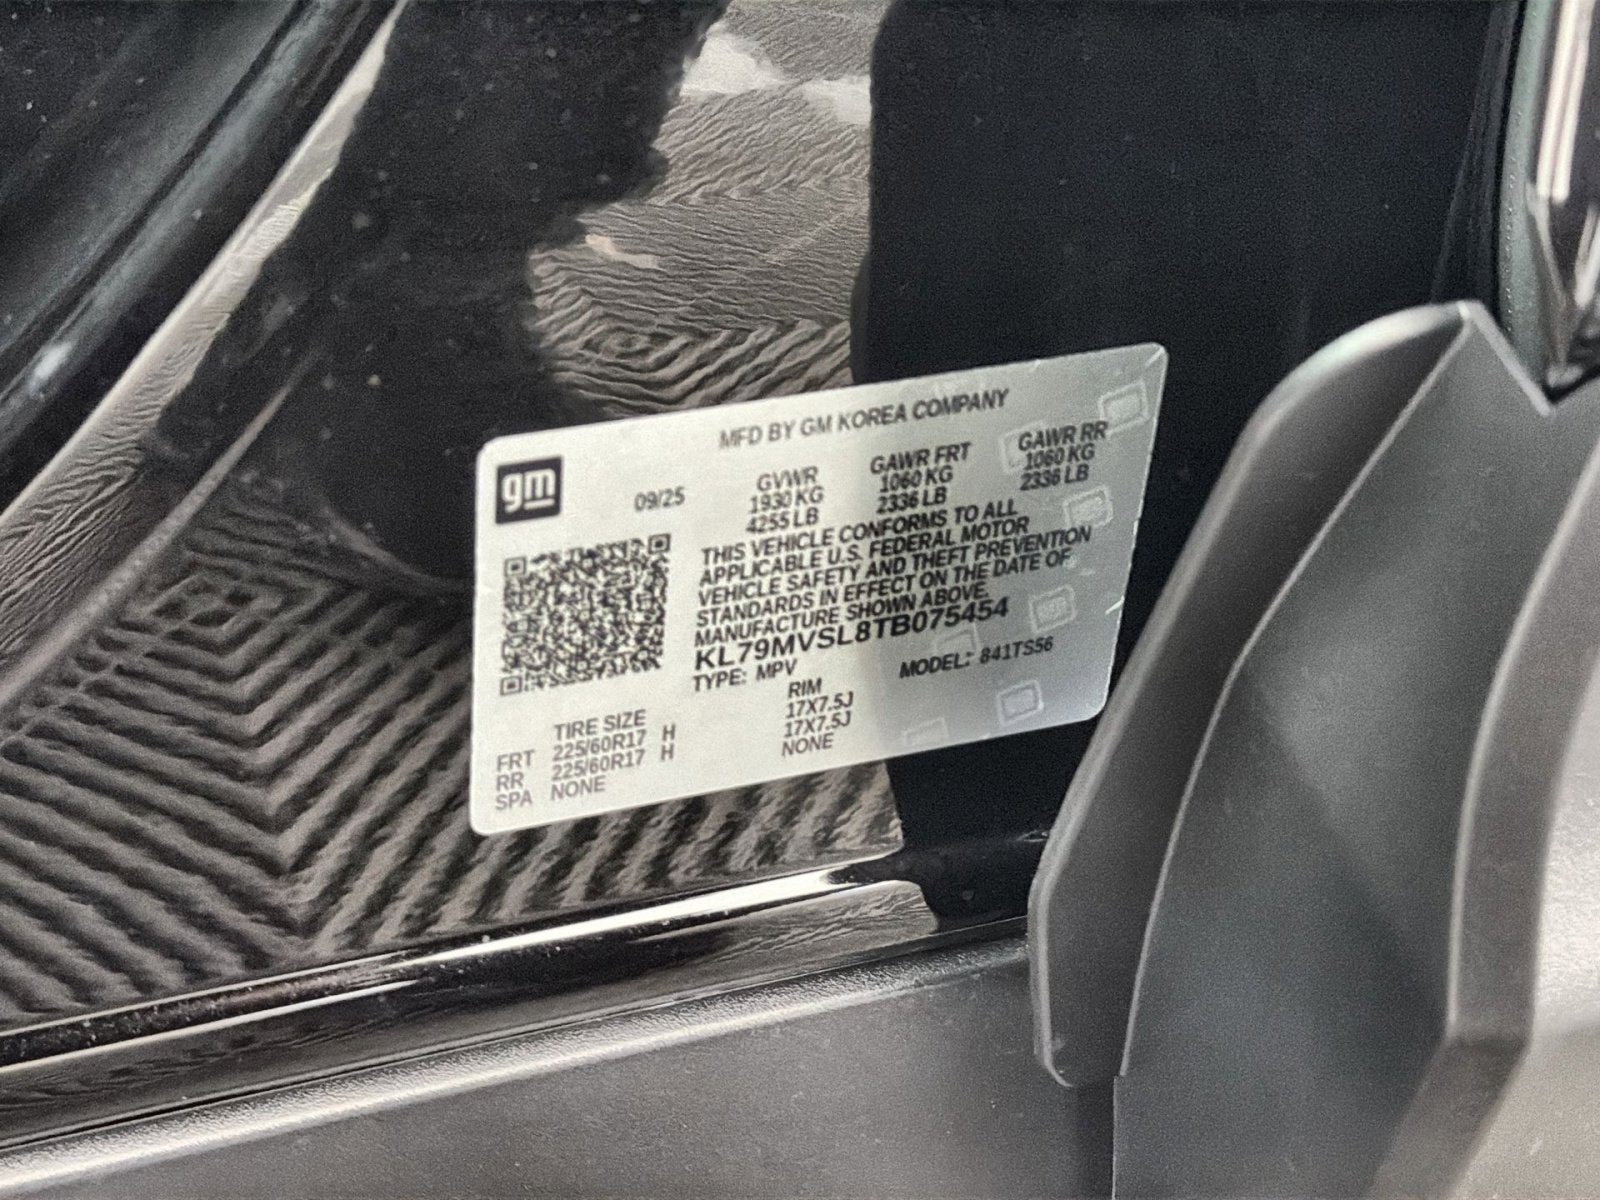 MFD BY GM KOREA COMPANY
gm
09/25
GVWR GAWR FRT GAWR RR
1930 KG 1060 KG 1060 KG
4255 LB 2336 LB 2336 LB
THIS VEHICLE CONFORMS TO ALL
APPLICABLE U.S. FEDERAL MOTOR
VEHICLE SAFETY AND THEFT PREVENTION
STANDARDS IN EFFECT ON THE DATE OF
MANUFACTURE SHOWN ABOVE.
KL79MVSL8TB075454
TYPE: MPV MODEL: 841TS56
TIRE SIZE RIM
FRT 225/60R17 H 17X7.5J
RR 225/60R17 H 17X7.5J
SPA NONE NONE